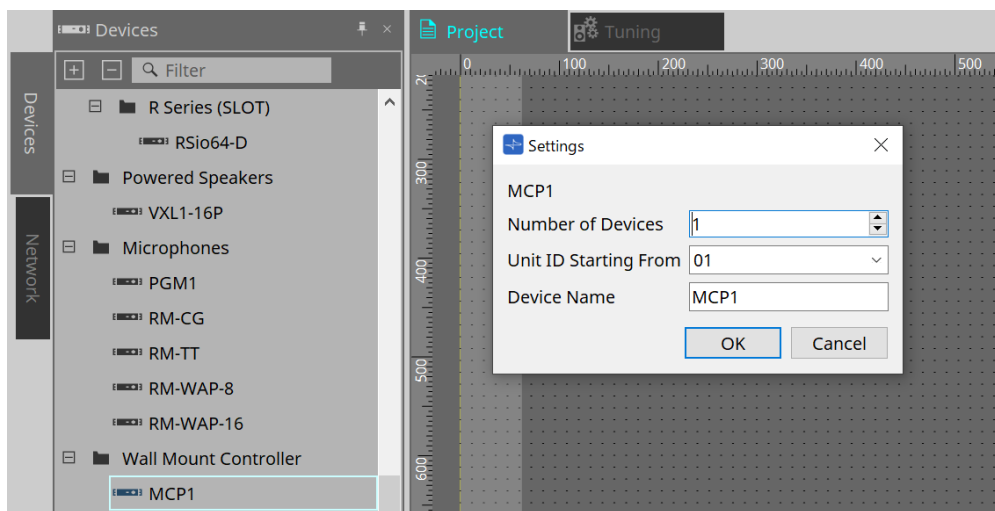 Devices
Filter
R Series (SLOT)
RSio64-D
Powered Speakers
VXL1-16P
Microphones
PGM1
RM-CG
RM-TT
RM-WAP-8
RM-WAP-16
Wall Mount Controller
MCP1
Devices
Network
Project
Tuning
0 100 200 300 400 500
300
400
500
600
Settings
MCP1
Number of Devices 1
Unit ID Starting From 01
Device Name MCP1
OK Cancel